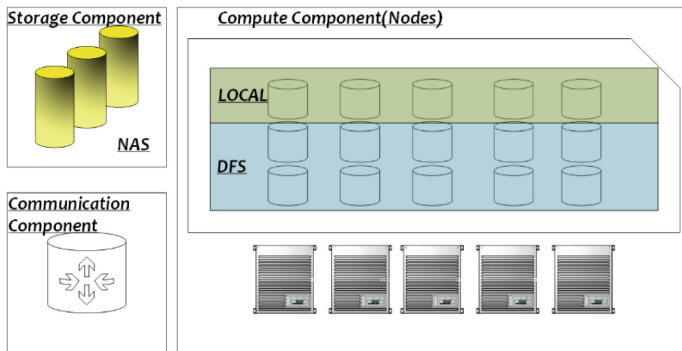 Storage Component
NAS
Communication
Component
Compute Component(Nodes)
LOCAL
DFS